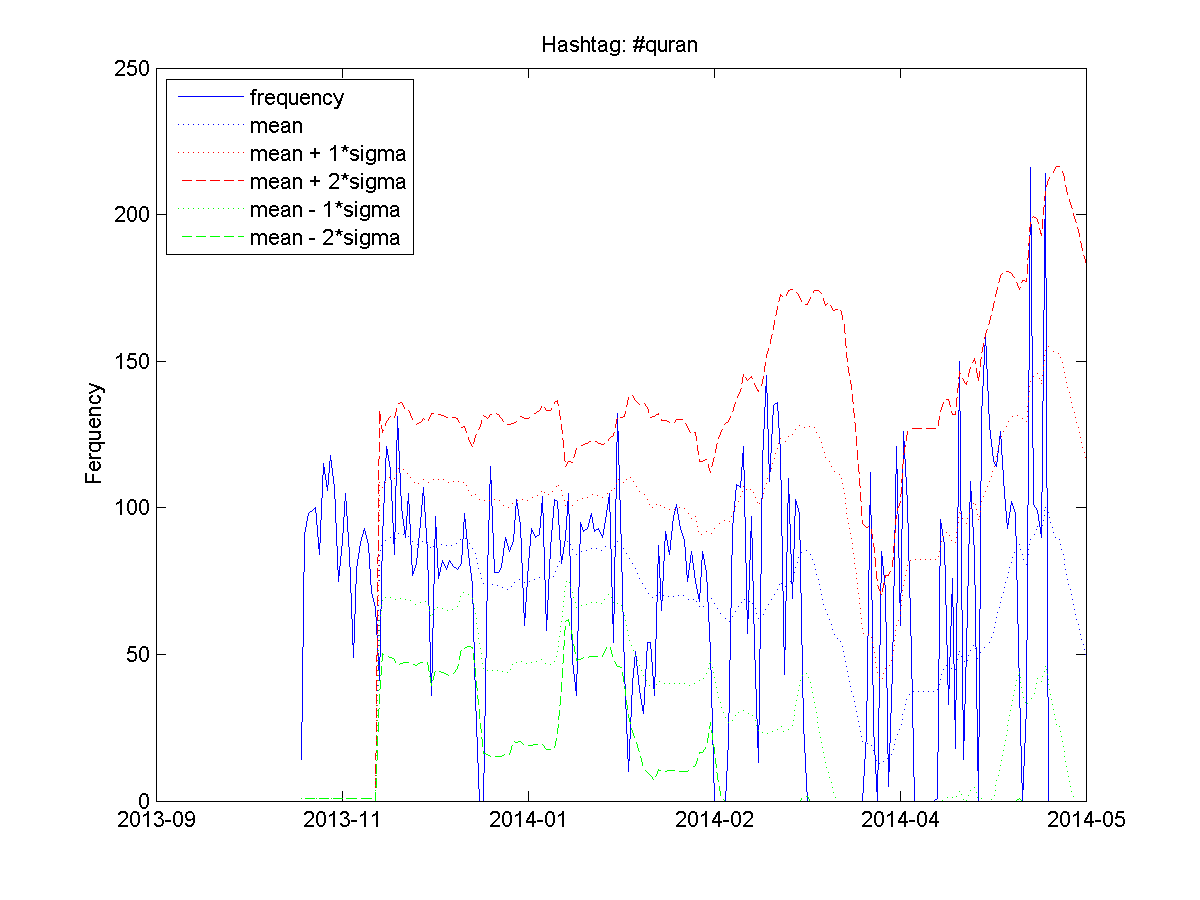 Hashtag: #quran
250
200
150
100
50
0
Ferquency
frequency
mean
mean + 1*sigma
mean + 2*sigma
mean - 1*sigma
mean - 2*sigma
2013-09 2013-11 2014-01 2014-02 2014-04 2014-05